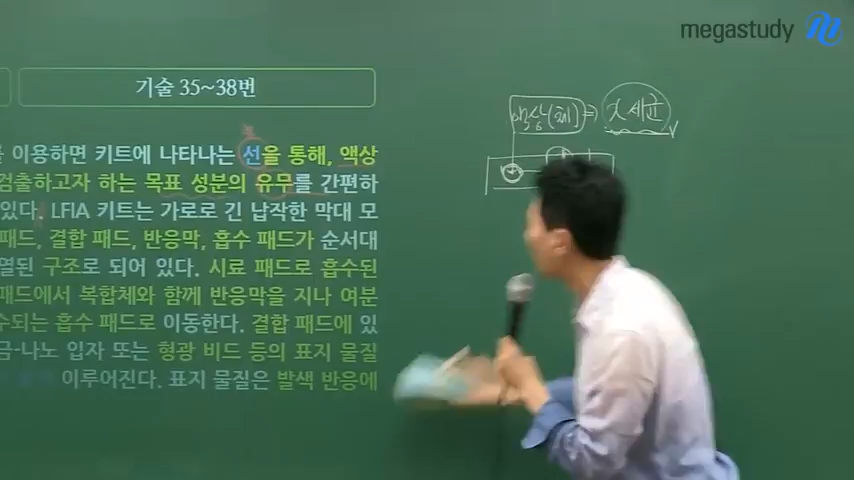 megastudy
기술 35~38번
액상(체) ⇒ X 세균
이용하면 키트에 나타나는 선을 통해, 액상
검출하고자 하는 목표 성분의 유무를 간편하
있다. LFIA 키트는 가로로 긴 납작한 막대 모
패드, 결합 패드, 반응막, 흡수 패드가 순서대
열된 구조로 되어 있다. 시료 패드로 흡수된
패드에서 복합체와 함께 반응막을 지나 여분
수되는 흡수 패드로 이동한다. 결합 패드에 있
금-나노 입자 또는 형광 비드 등의 표지 물질
이루어진다. 표지 물질은 발색 반응에